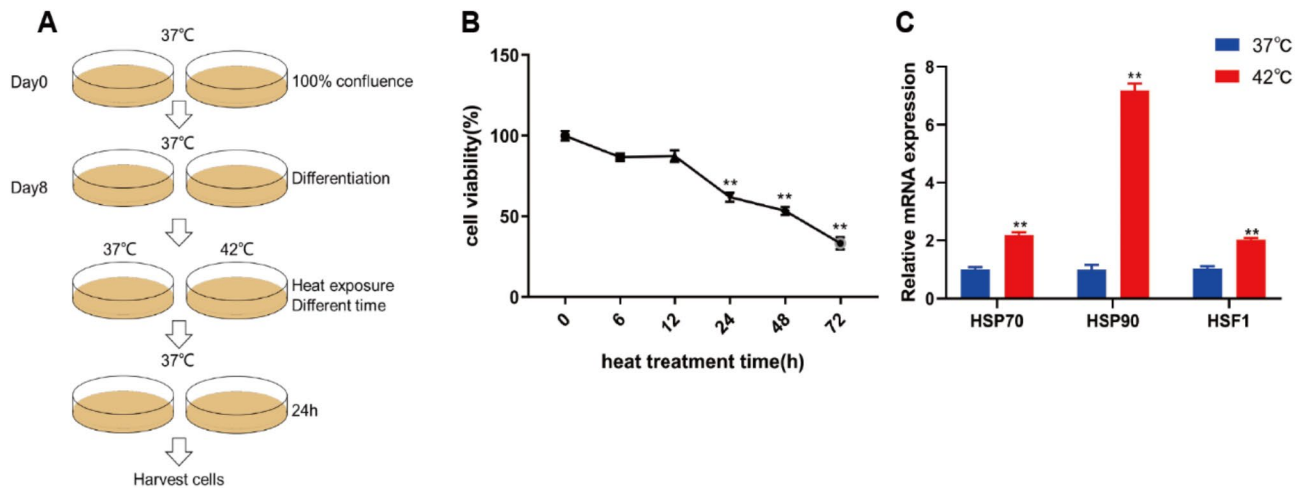 A
37℃
Day0
100% confluence
37℃
Day8
Differentiation
37℃
42℃
Heat exposure
Different time
37℃
24h
Harvest cells
B
cell viability(%)
150
100
50
0
**
**
**
0
6
12
24
48
72
heat treatment time(h)
C
37℃
42℃
Relative mRNA expression
8
6
4
2
0
**
**
**
HSP70
HSP90
HSF1